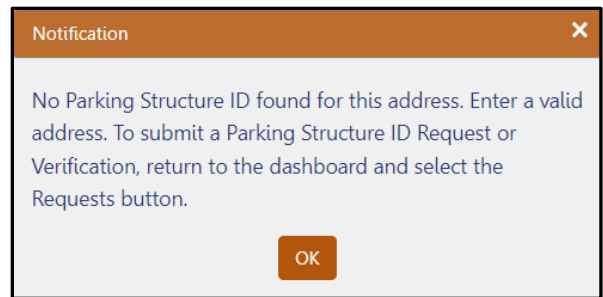 Notification ×
No Parking Structure ID found for this address. Enter a valid
address. To submit a Parking Structure ID Request or
Verification, return to the dashboard and select the
Requests button.
OK